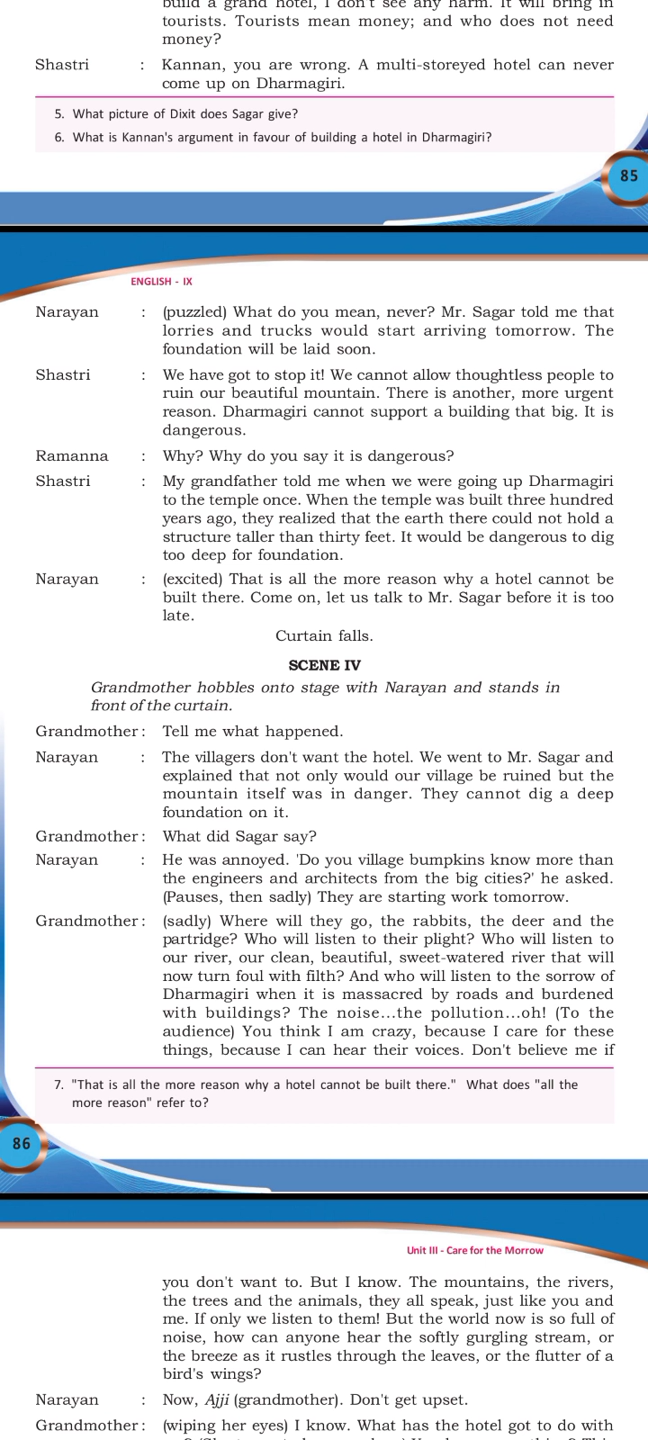 build a grand hotel, I don't see any harm. It will bring in
tourists. Tourists mean money; and who does not need
money?
Shastri : Kannan, you are wrong. A multi-storeyed hotel can never
come up on Dharmagiri.
5. What picture of Dixit does Sagar give?
6. What is Kannan's argument in favour of building a hotel in Dharmagiri?
85
ENGLISH - IX
Narayan : (puzzled) What do you mean, never? Mr. Sagar told me that
lorries and trucks would start arriving tomorrow. The
foundation will be laid soon.
Shastri : We have got to stop it! We cannot allow thoughtless people to
ruin our beautiful mountain. There is another, more urgent
reason. Dharmagiri cannot support a building that big. It is
dangerous.
Ramanna : Why? Why do you say it is dangerous?
Shastri : My grandfather told me when we were going up Dharmagiri
to the temple once. When the temple was built three hundred
years ago, they realized that the earth there could not hold a
structure taller than thirty feet. It would be dangerous to dig
too deep for foundation.
Narayan : (excited) That is all the more reason why a hotel cannot be
built there. Come on, let us talk to Mr. Sagar before it is too
late.
Curtain falls.
SCENE IV
Grandmother hobbles onto stage with Narayan and stands in
front of the curtain.
Grandmother : Tell me what happened.
Narayan : The villagers don't want the hotel. We went to Mr. Sagar and
explained that not only would our village be ruined but the
mountain itself was in danger. They cannot dig a deep
foundation on it.
Grandmother : What did Sagar say?
Narayan : He was annoyed. 'Do you village bumpkins know more than
the engineers and architects from the big cities?' he asked.
(Pauses, then sadly) They are starting work tomorrow.
Grandmother : (sadly) Where will they go, the rabbits, the deer and the
partridge? Who will listen to their plight? Who will listen to
our river, our clean, beautiful, sweet-watered river that will
now turn foul with filth? And who will listen to the sorrow of
Dharmagiri when it is massacred by roads and burdened
with buildings? The noise...the pollution...oh! (To the
audience) You think I am crazy, because I care for these
things, because I can hear their voices. Don't believe me if
7. "That is all the more reason why a hotel cannot be built there." What does "all the
more reason" refer to?
86
Unit III - Care for the Morrow
you don't want to. But I know. The mountains, the rivers,
the trees and the animals, they all speak, just like you and
me. If only we listen to them! But the world now is so full of
noise, how can anyone hear the softly gurgling stream, or
the breeze as it rustles through the leaves, or the flutter of a
bird's wings?
Narayan : Now, Ajji (grandmother). Don't get upset.
Grandmother : (wiping her eyes) I know. What has the hotel got to do with